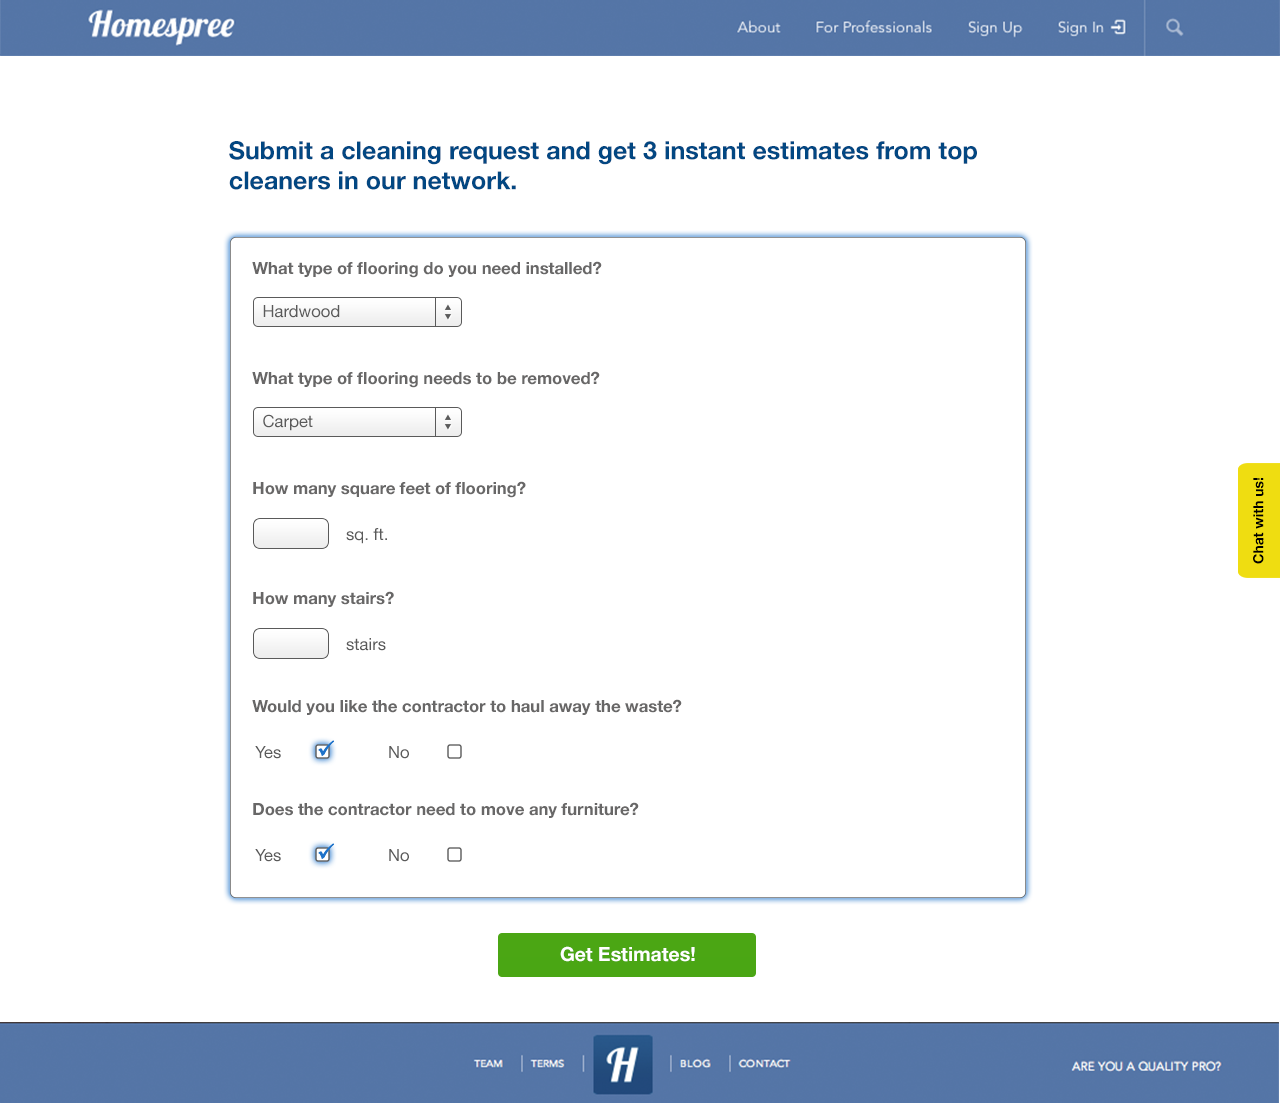 Homespree
About
For Professionals
Sign Up
Sign In
Submit a cleaning request and get 3 instant estimates from top
cleaners in our network.
What type of flooring do you need installed?
Hardwood
What type of flooring needs to be removed?
Carpet
How many square feet of flooring?
sq. ft.
Chat with us!
How many stairs?
stairs
Would you like the contractor to haul away the waste?
Yes No
Does the contractor need to move any furniture?
Yes No
Get Estimates!
TEAM
TERMS
H
BLOG
CONTACT
ARE YOU A QUALITY PRO?